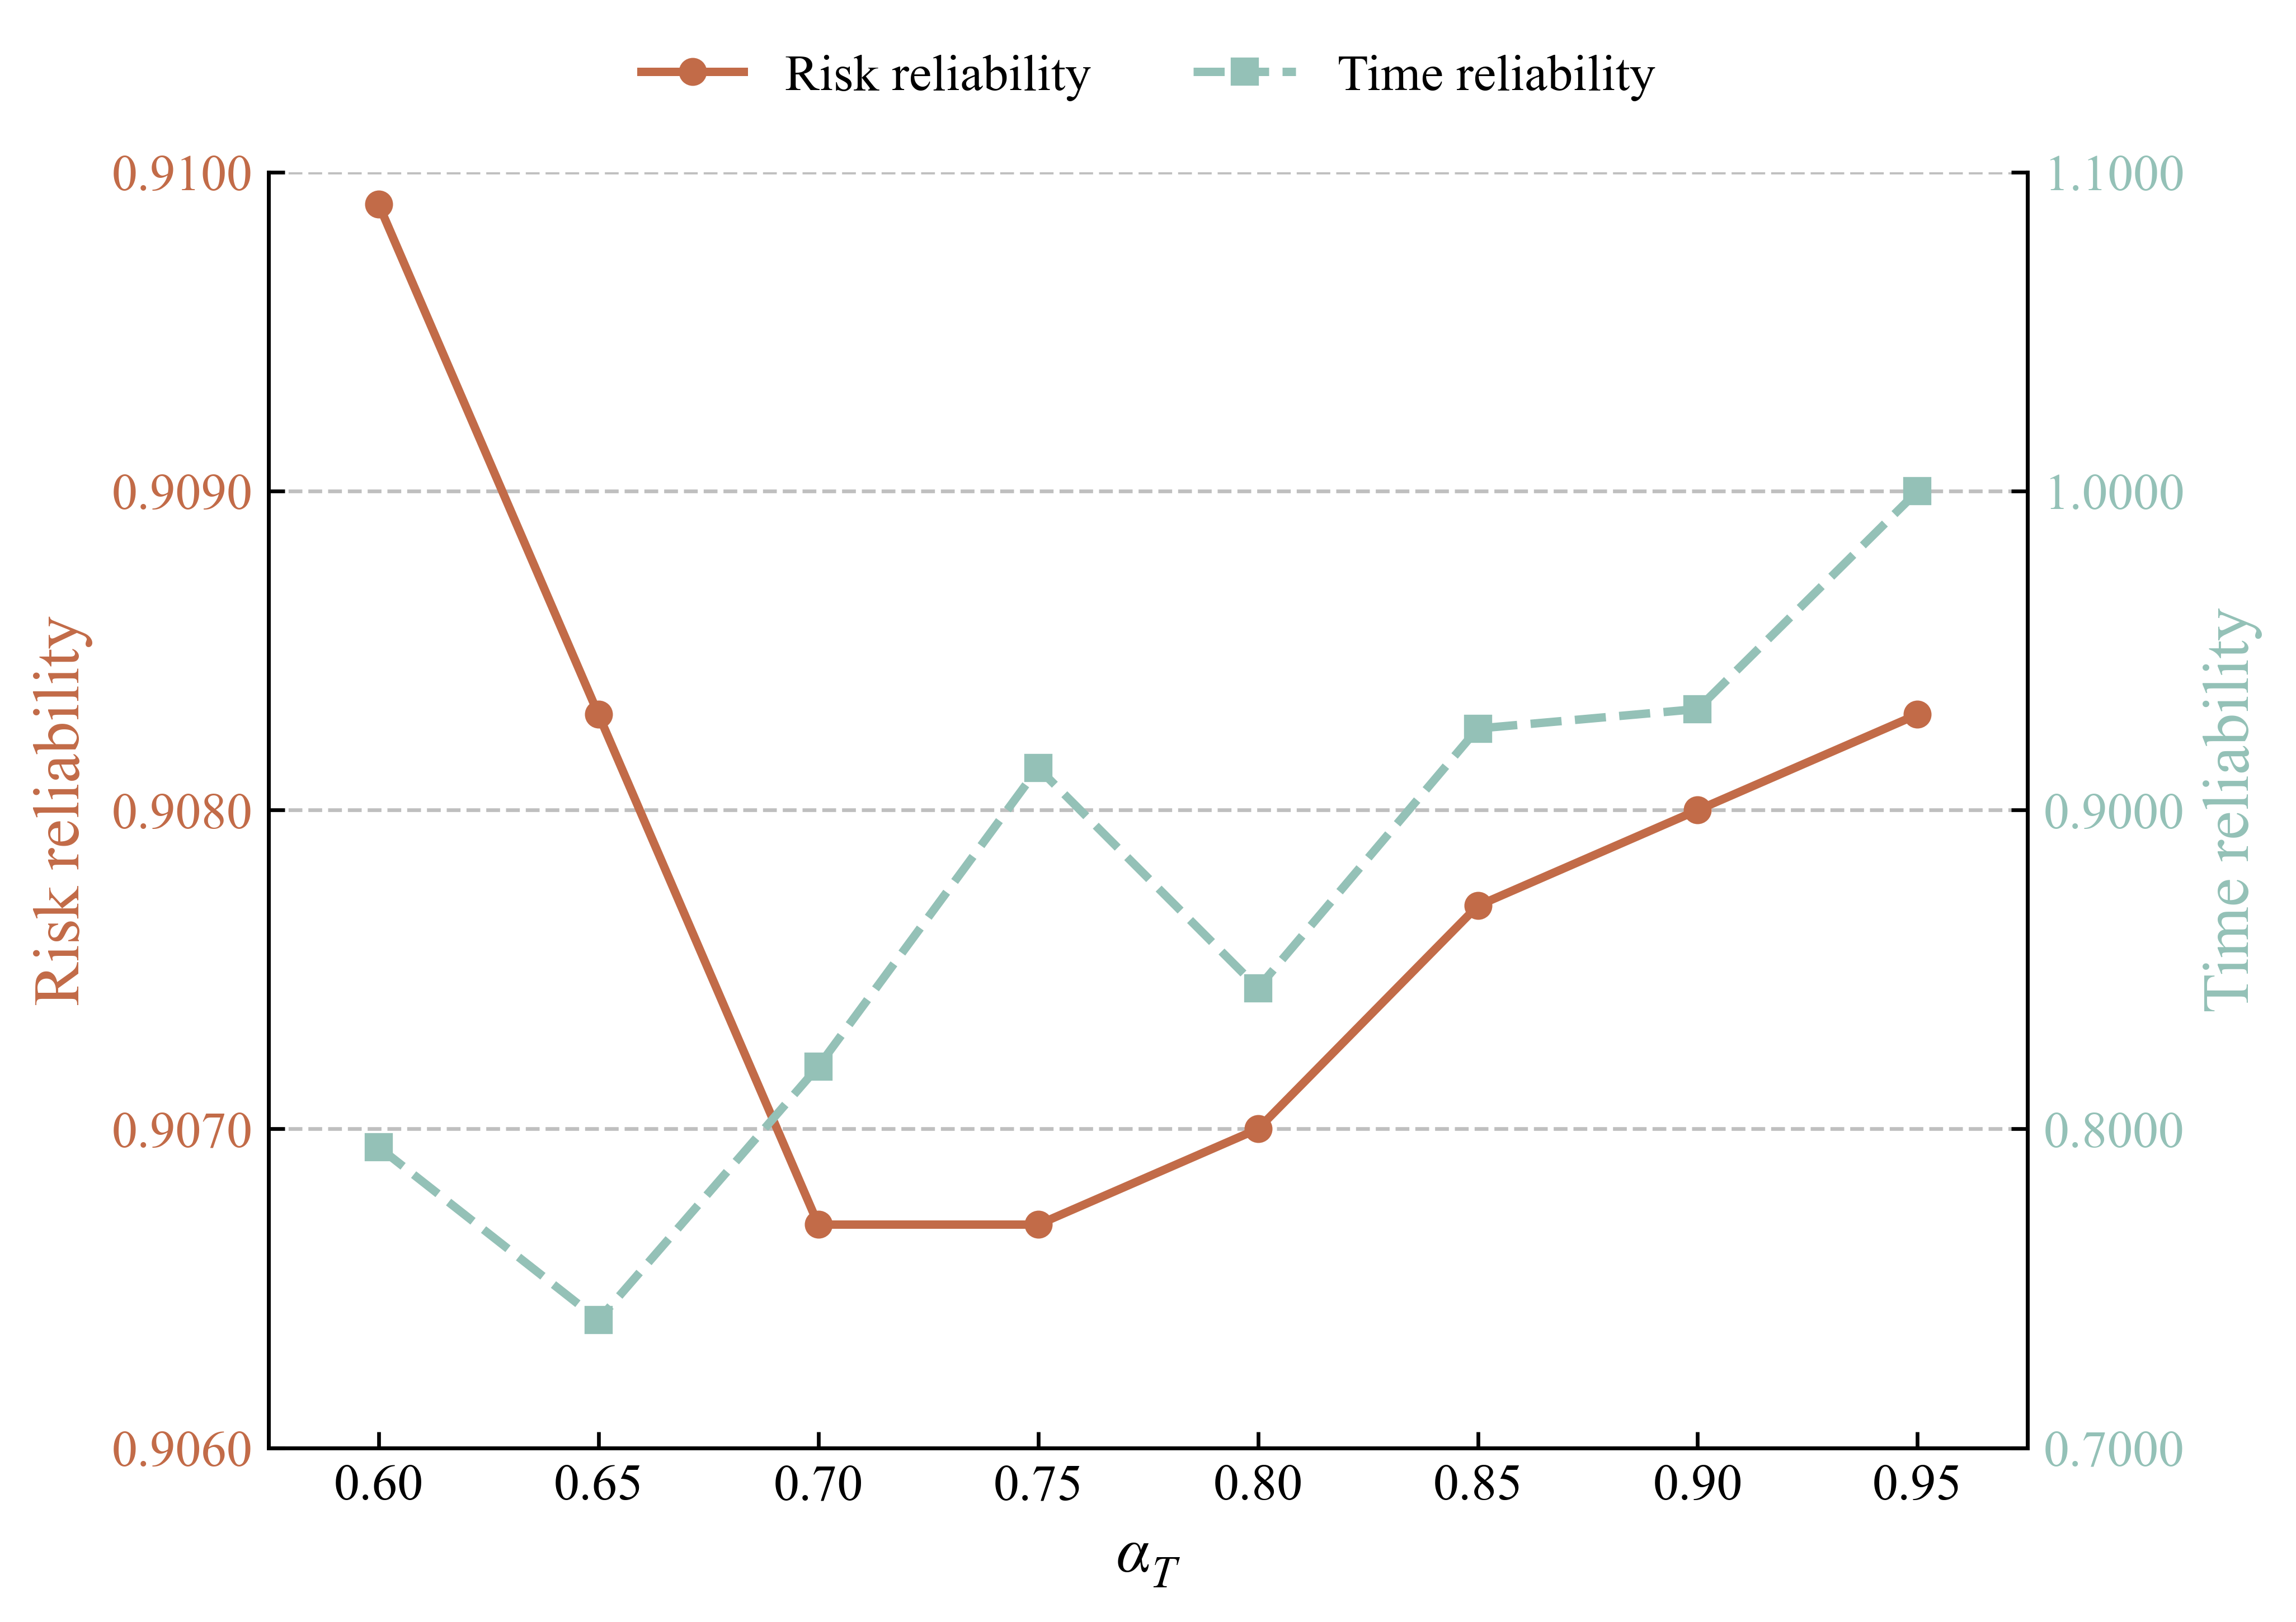 Risk reliability Time reliability
0.9100 1.1000
0.9090 1.0000
0.9080 0.9000
0.9070 0.8000
0.9060 0.7000
Risk reliability
Time reliability
0.60 0.65 0.70 0.75 0.80 0.85 0.90 0.95
α_T